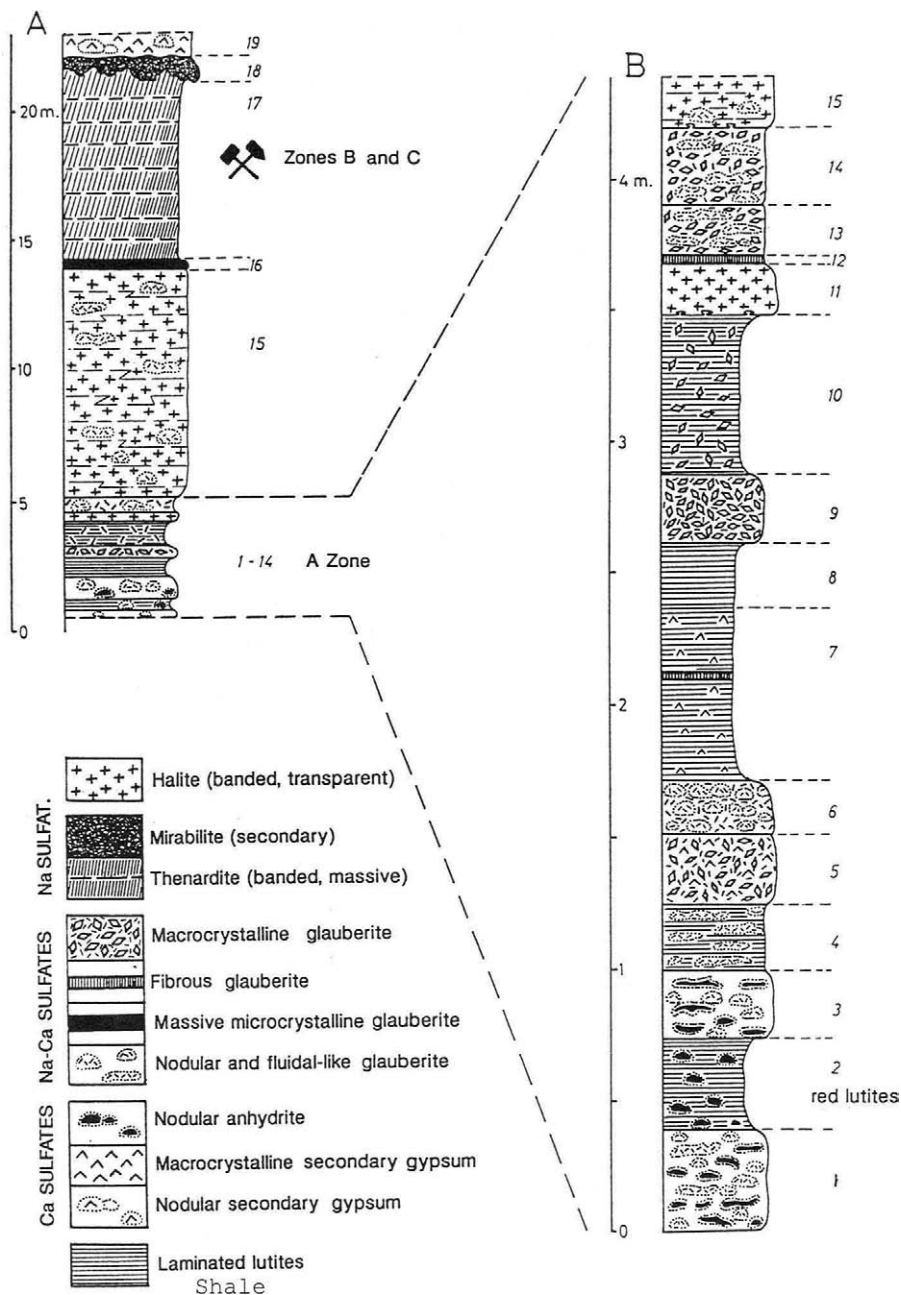 A
19
18
17
20 m.
Zones B and C
15
16
15
10
5
1-14 A Zone
0
B
15
4 m.
14
13
12
11
10
3
9
8
7
2
6
5
4
1
3
2
red lutites
1
0
Halite (banded, transparent)
Na SULFAT.
Mirabilite (secondary)
Thenardite (banded, massive)
Na-Ca SULFATES
Macrocrystalline glauberite
Fibrous glauberite
Massive microcrystalline glauberite
Nodular and fluidal-like glauberite
Ca SULFATES
Nodular anhydrite
Macrocrystalline secondary gypsum
Nodular secondary gypsum
Laminated lutites
Shale